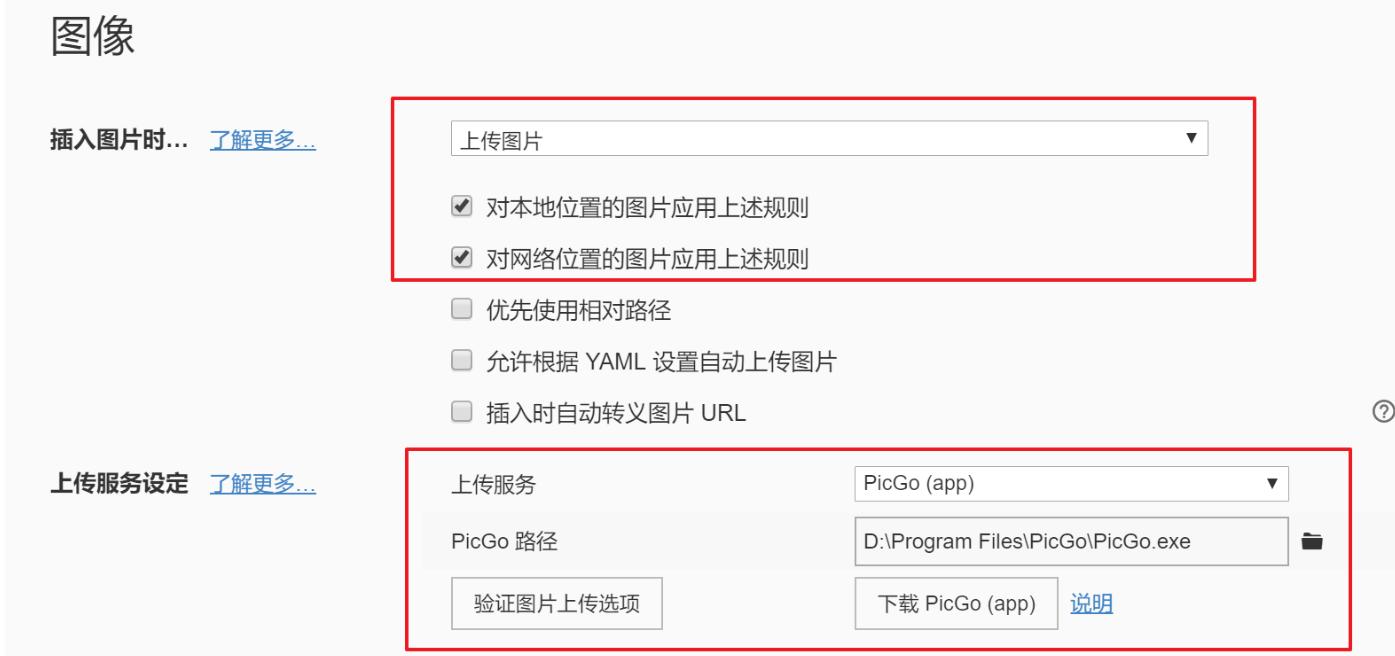 图像
插入图片时... 了解更多...
上传图片
对本地位置的图片应用上述规则
对网络位置的图片应用上述规则
优先使用相对路径
允许根据 YAML 设置自动上传图片
插入时自动转义图片 URL
上传服务设定 了解更多...
上传服务 PicGo (app)
PicGo 路径 D:\Program Files\PicGo\PicGo.exe
验证图片上传选项 下载 PicGo (app) 说明